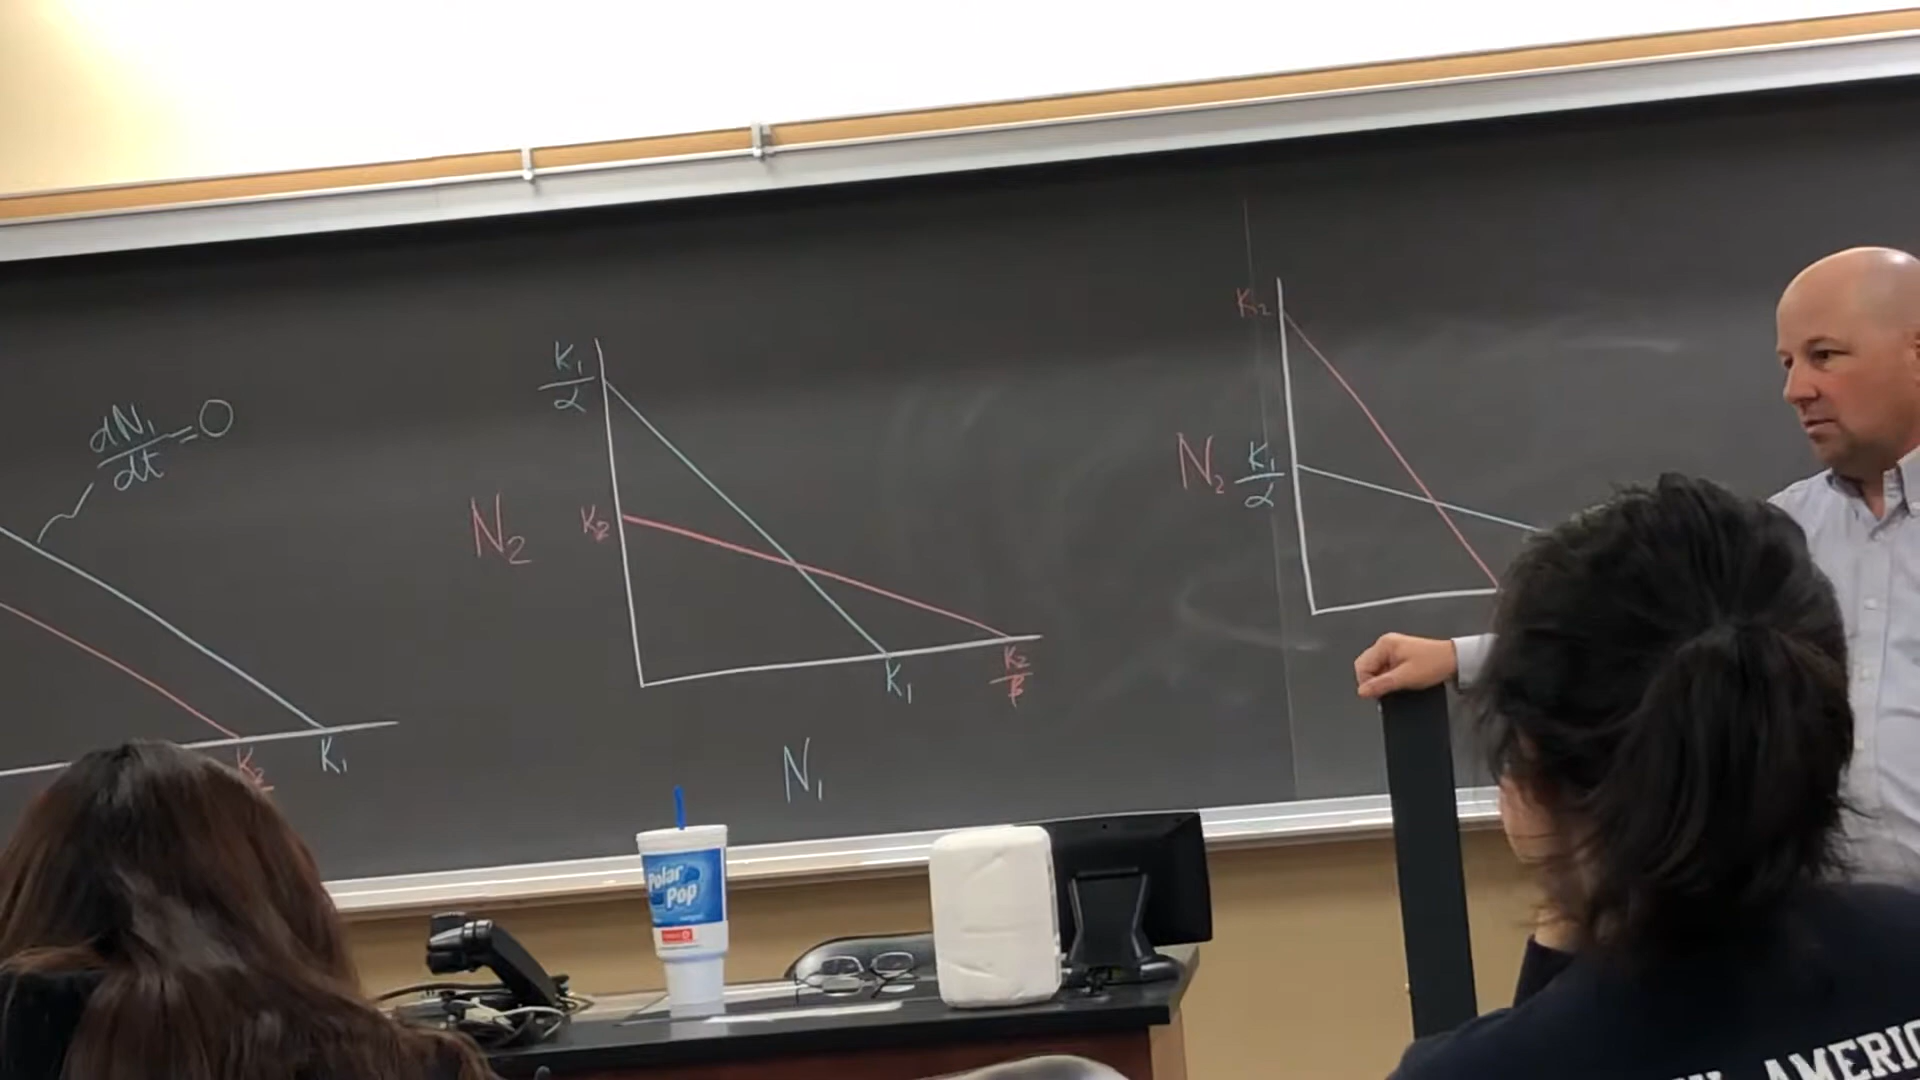 dN₁/dt = 0
K₂
K₁
K₁/α
N₂
K₂
K₁
K₂/β
N₁
K₂
N₂
K₁/α
Polar
Pop
AMERIC